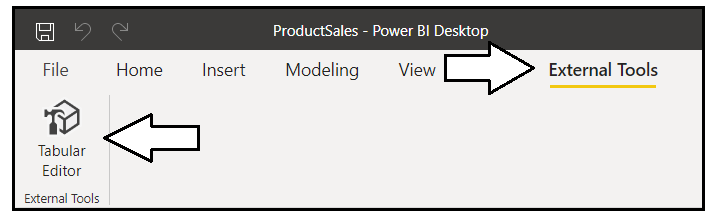 ProductSales - Power BI Desktop
File Home Insert Modeling View External Tools
Tabular
Editor
External Tools